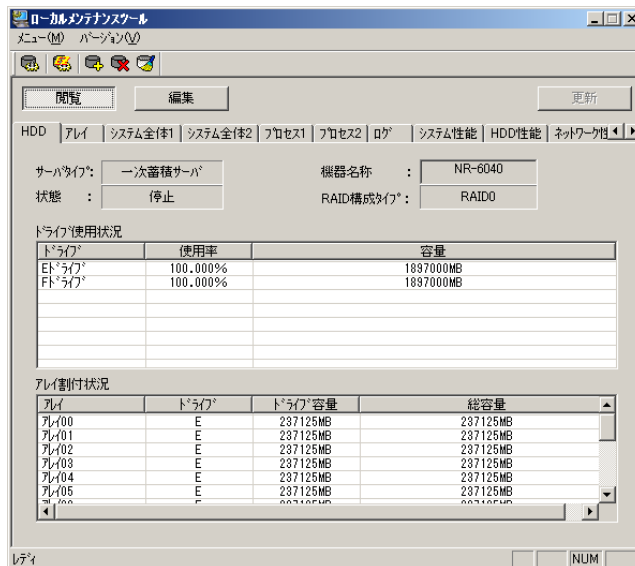 ローカルメンテナンスツール
メニュー(M) バージョン(V)
閲覧 編集 更新
HDD アレイ システム全体1 システム全体2 プロセス1 プロセス2 ログ システム性能 HDD性能 ネットワーク性
サーバタイプ: 一次蓄積サーバ 機器名称 : NR-6040
状態 : 停止 RAID構成タイプ: RAID0
ドライブ使用状況
ドライブ 使用率 容量
Eドライブ 100.000% 1897000MB
Fドライブ 100.000% 1897000MB
アレイ割付状況
アレイ ドライブ ドライブ容量 総容量
アレイ00 E 237125MB 237125MB
アレイ01 E 237125MB 237125MB
アレイ02 E 237125MB 237125MB
アレイ03 E 237125MB 237125MB
アレイ04 E 237125MB 237125MB
アレイ05 E 237125MB 237125MB
レディ NUM